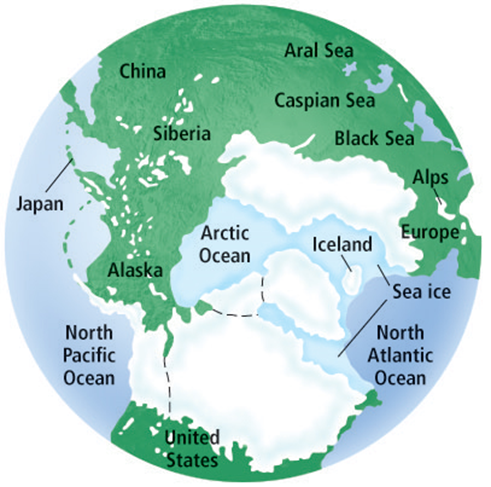 Aral Sea
China
Caspian Sea
Siberia
Black Sea
Alps
Japan
Arctic
Ocean
Iceland
Europe
Alaska
Sea ice
North
Pacific
Ocean
North
Atlantic
Ocean
United
States